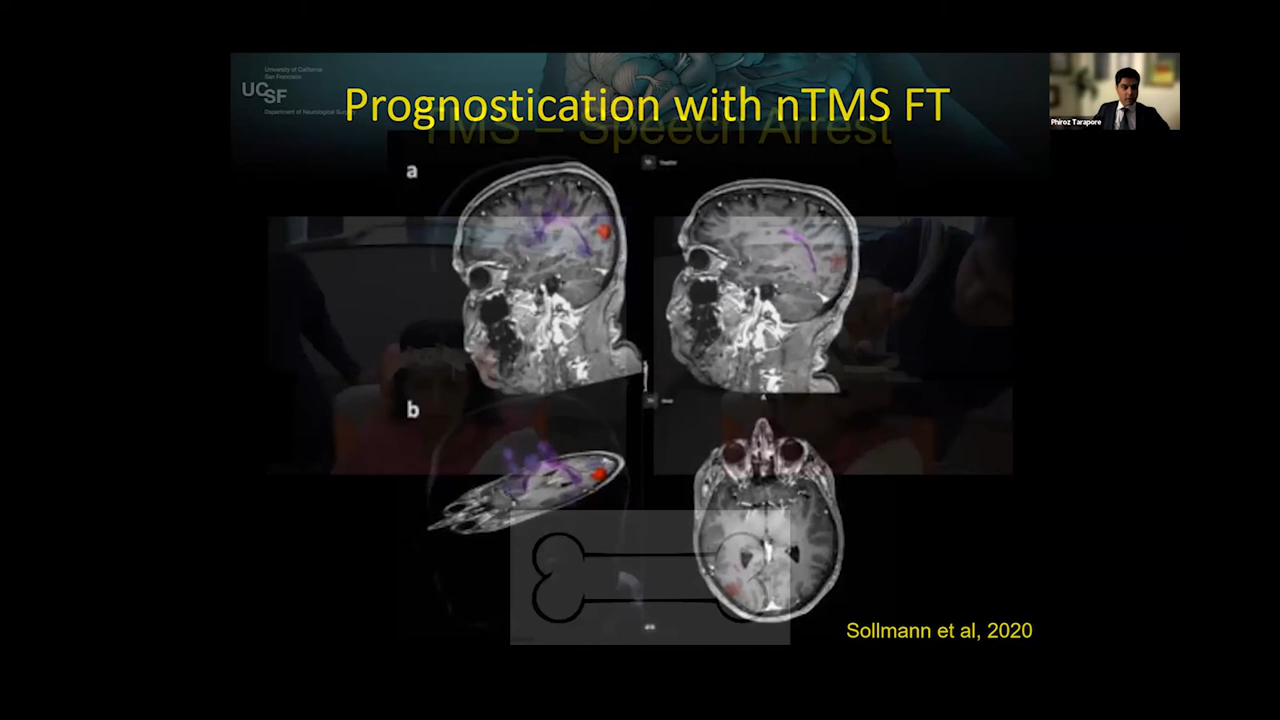 University of California
San Francisco
UCSF
Department of Neurological
Prognostication with nTMS FT
TMS – Speech Arrest
Phiroz Tarapore
a
b
Sollmann et al, 2020